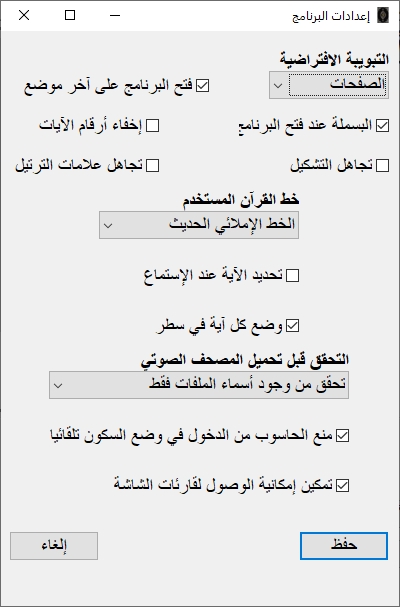 إعدادات البرنامج
التبويبة الافتراضية
الصفحات
فتح البرنامج على آخر موضع
البسملة عند فتح البرنامج
إخفاء أرقام الآيات
تجاهل التشكيل
تجاهل علامات الترتيل
خط القرآن المستخدم
الخط الإملائي الحديث
تحديد الآية عند الإستماع
وضع كل آية في سطر
التحقق قبل تحميل المصحف الصوتي
تحقق من وجود أسماء الملفات فقط
منع الحاسوب من الدخول في وضع السكون تلقائيا
تمكين إمكانية الوصول لقارئات الشاشة
حفظ
إلغاء